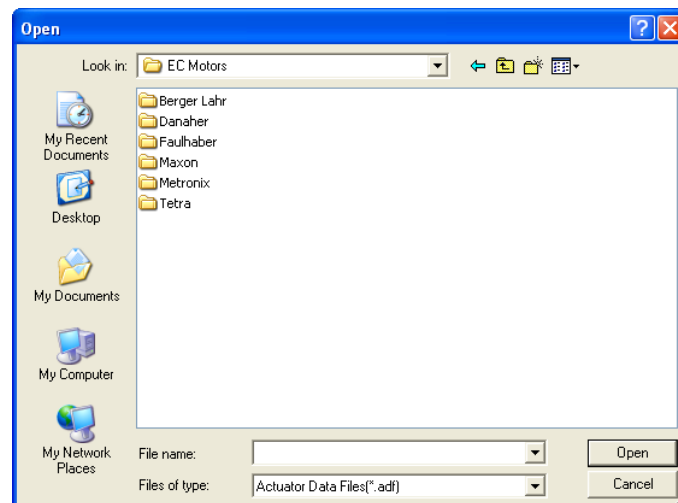 Open
Look in: EC Motors
Berger Lahr
Danaher
Faulhaber
Maxon
Metronix
Tetra
My Recent
Documents
Desktop
My Documents
My Computer
My Network
Places
File name: Open
Files of type: Actuator Data Files(*.adf) Cancel